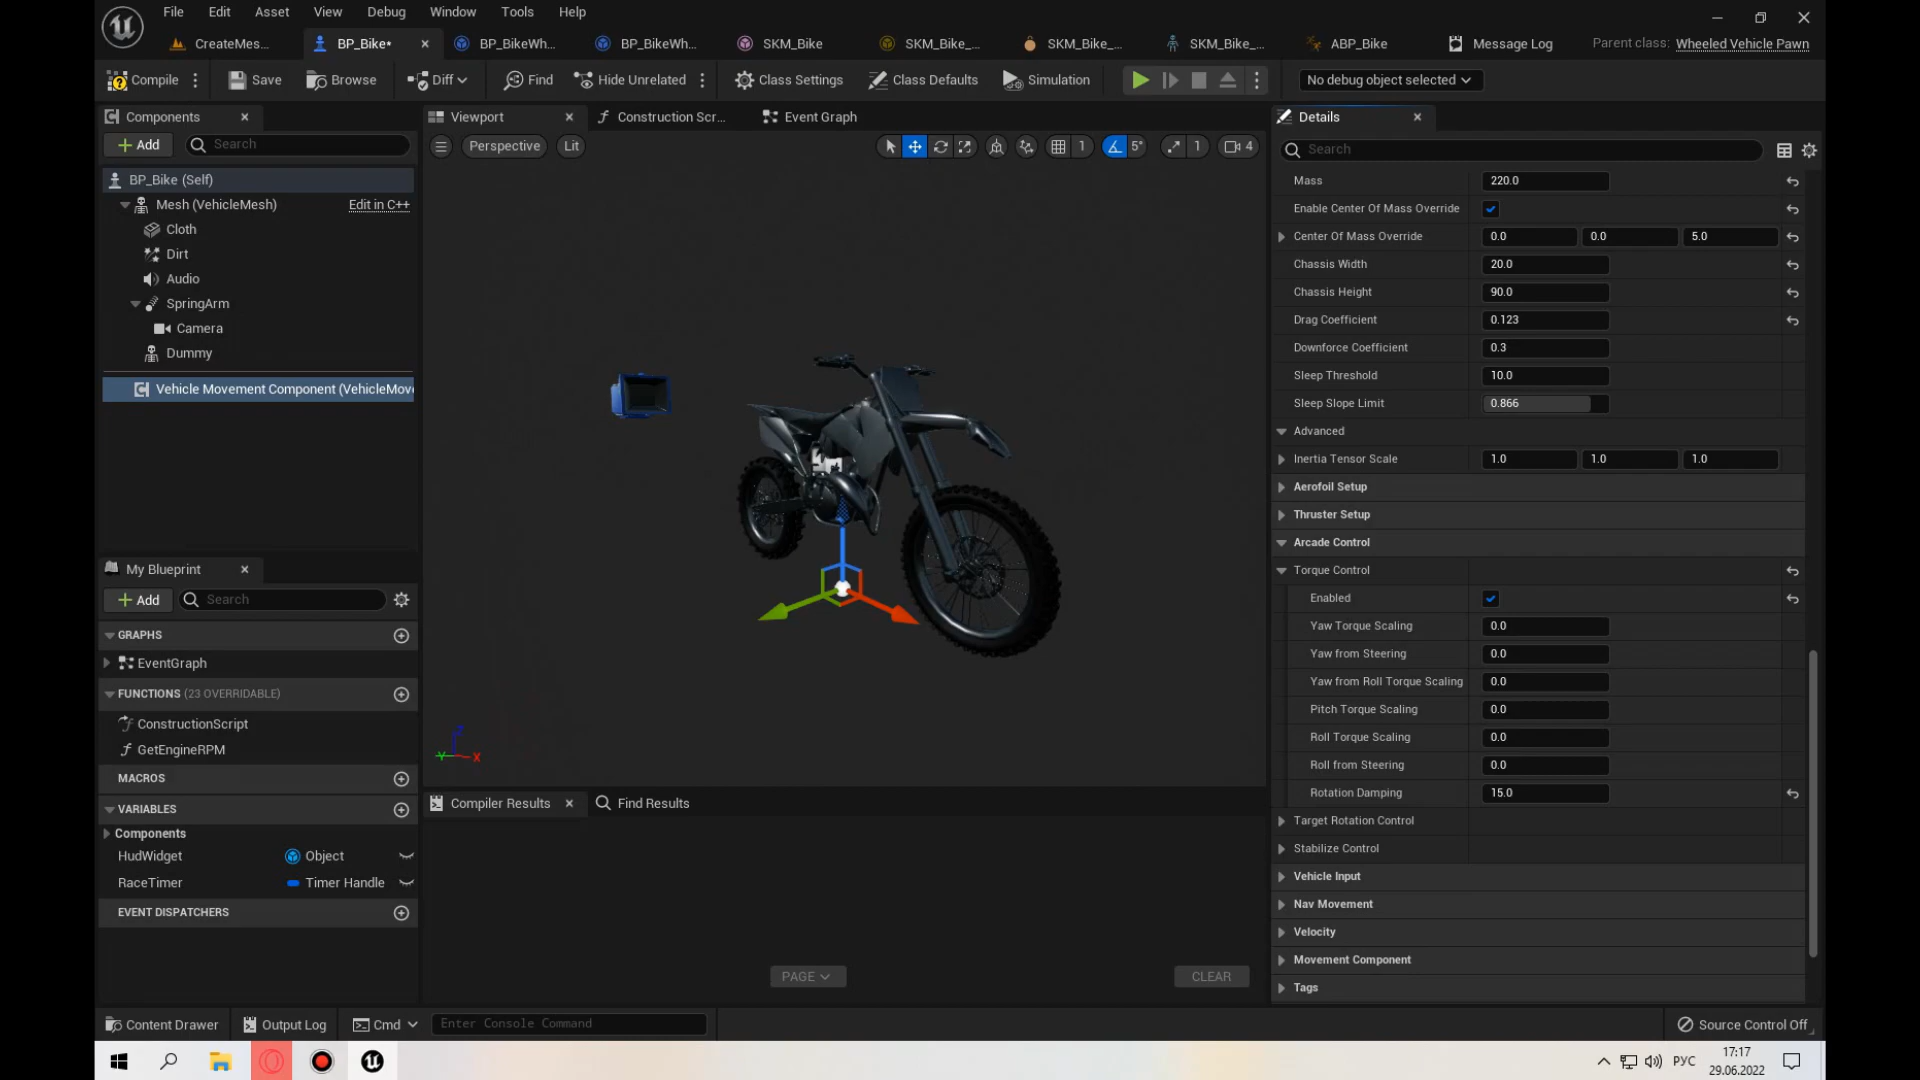 File Edit Asset View Debug Window Tools Help
CreateMes... BP_Bike* BP_BikeWh... BP_BikeWh... SKM_Bike SKM_Bike_... SKM_Bike_... SKM_Bike_... ABP_Bike Message Log Parent class: Wheeled Vehicle Pawn
Compile Save Browse Diff Find Hide Unrelated Class Settings Class Defaults Simulation No debug object selected
Components
Add Search
BP_Bike (Self)
Mesh (VehicleMesh) Edit in C++
Cloth
Dirt
Audio
SpringArm
Camera
Dummy
Vehicle Movement Component (VehicleMov
My Blueprint
Add Search
GRAPHS
EventGraph
FUNCTIONS (23 OVERRIDABLE)
ConstructionScript
GetEngineRPM
MACROS
VARIABLES
Components
HudWidget Object
RaceTimer Timer Handle
EVENT DISPATCHERS
Viewport Construction Scr... Event Graph
Perspective Lit 1 5° 1 4
Z
Y X
Compiler Results Find Results
PAGE CLEAR
Details
Search
Mass 220.0
Enable Center Of Mass Override
Center Of Mass Override 0.0 0.0 5.0
Chassis Width 20.0
Chassis Height 90.0
Drag Coefficient 0.123
Downforce Coefficient 0.3
Sleep Threshold 10.0
Sleep Slope Limit 0.866
Advanced
Inertia Tensor Scale 1.0 1.0 1.0
Aerofoil Setup
Thruster Setup
Arcade Control
Torque Control
Enabled
Yaw Torque Scaling 0.0
Yaw from Steering 0.0
Yaw from Roll Torque Scaling 0.0
Pitch Torque Scaling 0.0
Roll Torque Scaling 0.0
Roll from Steering 0.0
Rotation Damping 15.0
Target Rotation Control
Stabilize Control
Vehicle Input
Nav Movement
Velocity
Movement Component
Tags
Content Drawer Output Log Cmd Enter Console Command Source Control Off
РУС 17:17
29.06.2022